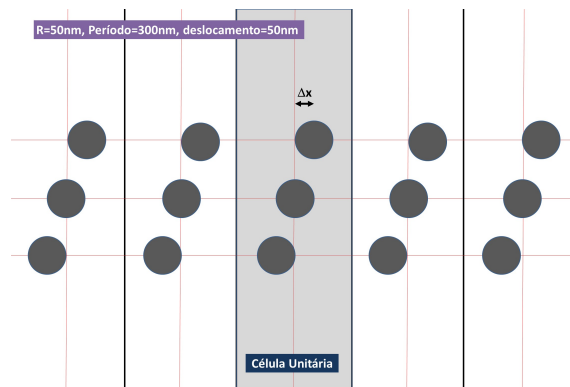 R=50nm, Período=300nm, deslocamento=50nm
Δx
Célula Unitária